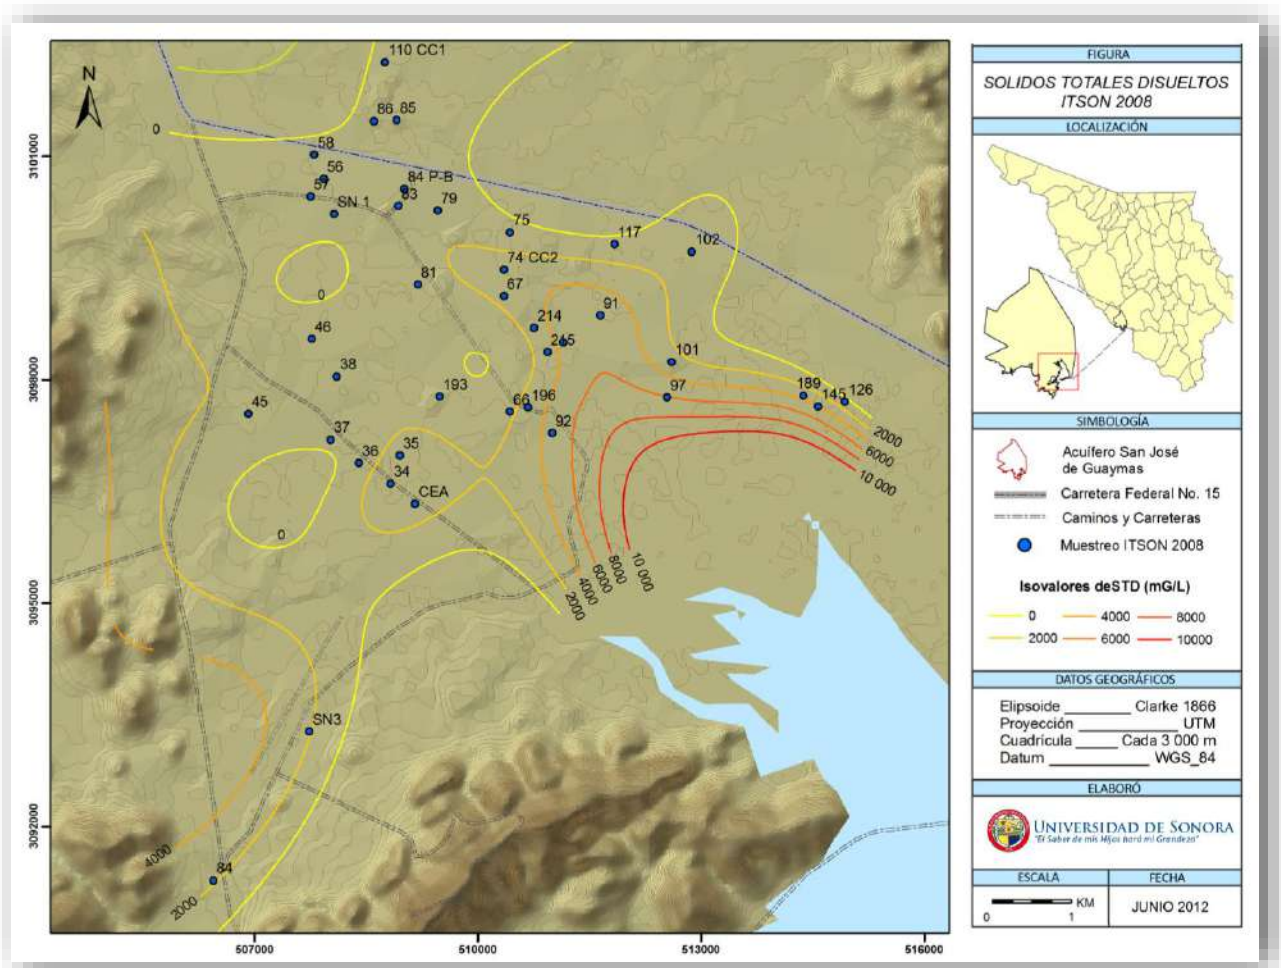 N
110 CC1
86
85
0
58
56
57
84 P-B
83
SN 1
79
75
117
102
74 CC2
81
0
67
91
214
46
215
101
38
189
126
193
97
145
45
66
196
2000
37
92
6000
36
35
10 000
34
CEA
0
10 000
8000
6000
4000
2000
SN3
4000
84
2000
3101000
3098000
3095000
3092000
507000
510000
513000
516000
FIGURA
SOLIDOS TOTALES DISUELTOS
ITSON 2008
LOCALIZACIÓN
SIMBOLOGÍA
Acuífero San José
de Guaymas
Carretera Federal No. 15
Caminos y Carreteras
Muestreo ITSON 2008
Isovalores deSTD (mG/L)
0 4000 8000
2000 6000 10000
DATOS GEOGRÁFICOS
Elipsoide Clarke 1866
Proyección UTM
Cuadrícula Cada 3 000 m
Datum WGS_84
ELABORÓ
UNIVERSIDAD DE SONORA
"El Saber de mis Hijos hará mi Grandeza"
ESCALA
FECHA
KM
0 1
JUNIO 2012